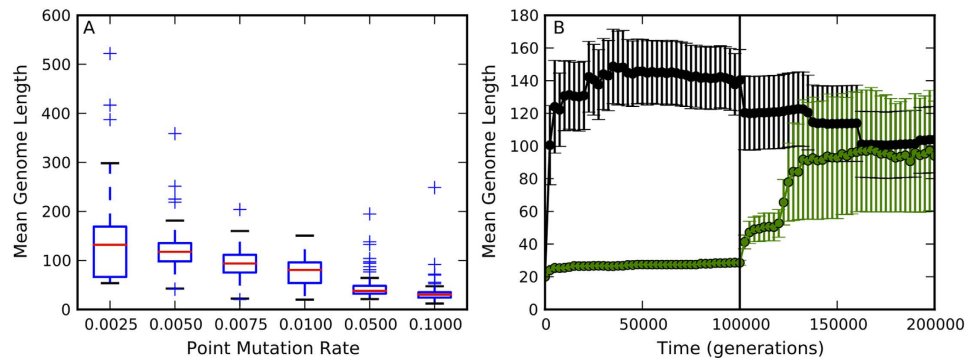 A
Mean Genome Length
600
500
400
300
200
100
0
0.0025 0.0050 0.0075 0.0100 0.0500 0.1000
Point Mutation Rate
B
Mean Genome Length
180
160
140
120
100
80
60
40
20
0
0 50000 100000 150000 200000
Time (generations)